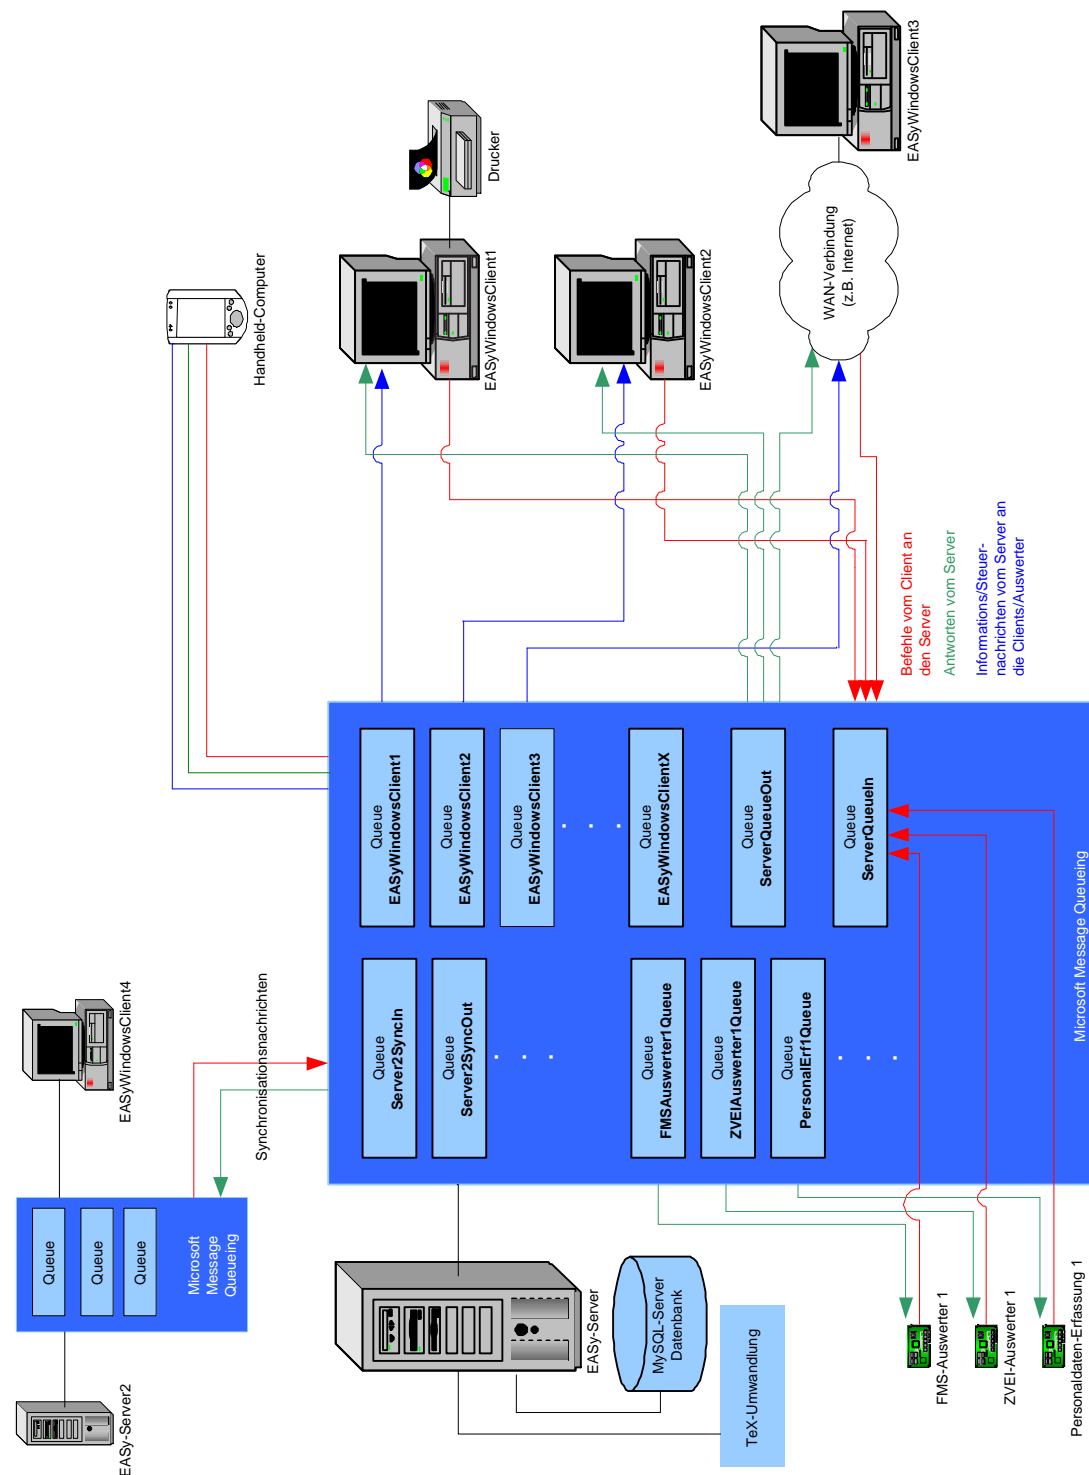 EASy-Server2
Queue
Queue
Queue
Microsoft
Message
Queueing
EASyWindowsClient4
Synchronisationsnachrichten
Handheld-Computer
EASyWindowsClient1
Drucker
EASyWindowsClient2
WAN-Verbindung
(z.B. Internet)
EASyWindowsClient3
EASy-Server
MySQL-Server
Datenbank
TeX-Umwandlung
Queue
Server2SyncIn
Queue
Server2SyncOut
. . .
Queue
FMSAuswerter1Queue
Queue
ZVEIAuswerter1Queue
Queue
PersonalErf1Queue
. . .
Queue
EASyWindowsClient1
Queue
EASyWindowsClient2
Queue
EASyWindowsClient3
. . .
Queue
EASyWindowsClientX
Queue
ServerQueueOut
Queue
ServerQueueIn
Microsoft Message Queueing
Befehle vom Client an
den Server
Antworten vom Server
Informations/Steuer-
nachrichten vom Server an
die Clients/Auswerter
FMS-Auswerter 1
ZVEI-Auswerter 1
Personaldaten-Erfassung 1